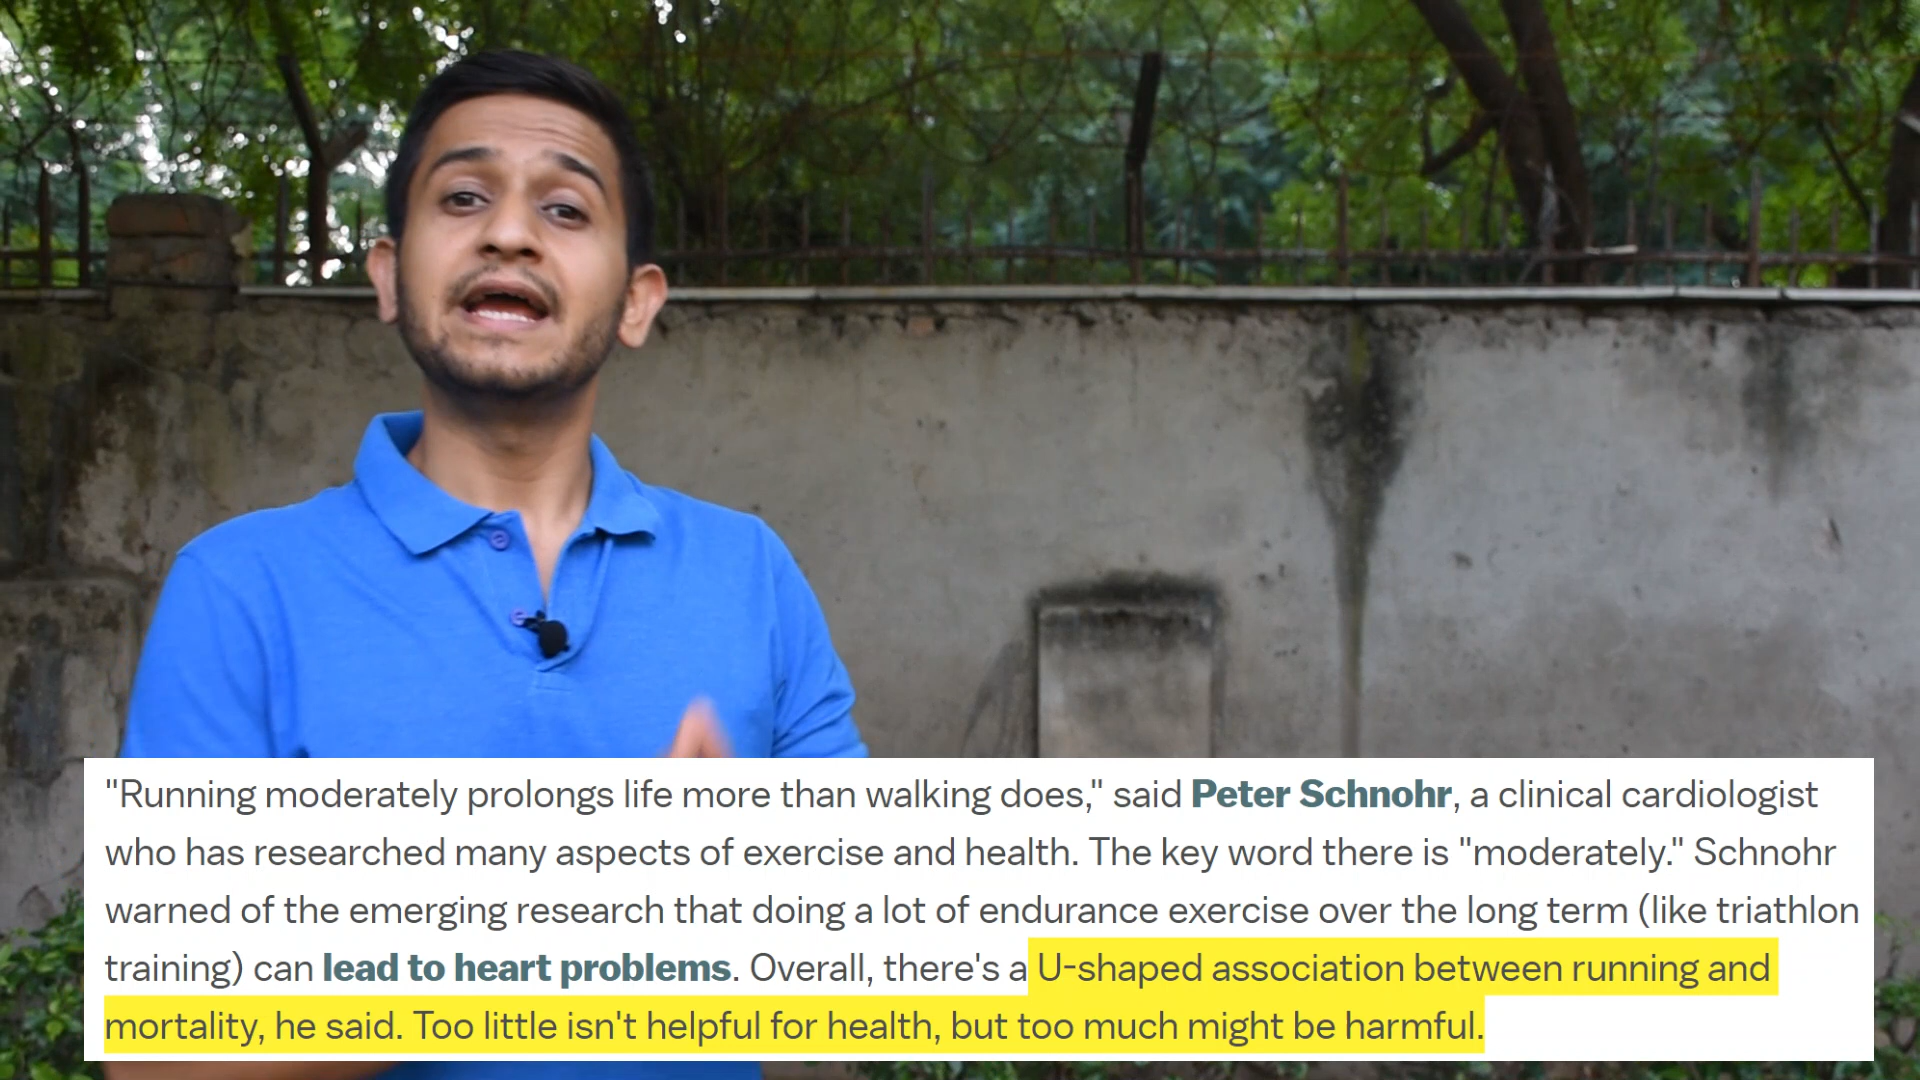 "Running moderately prolongs life more than walking does," said Peter Schnohr, a clinical cardiologist
who has researched many aspects of exercise and health. The key word there is "moderately." Schnohr
warned of the emerging research that doing a lot of endurance exercise over the long term (like triathlon
training) can lead to heart problems. Overall, there's a U-shaped association between running and
mortality, he said. Too little isn't helpful for health, but too much might be harmful.